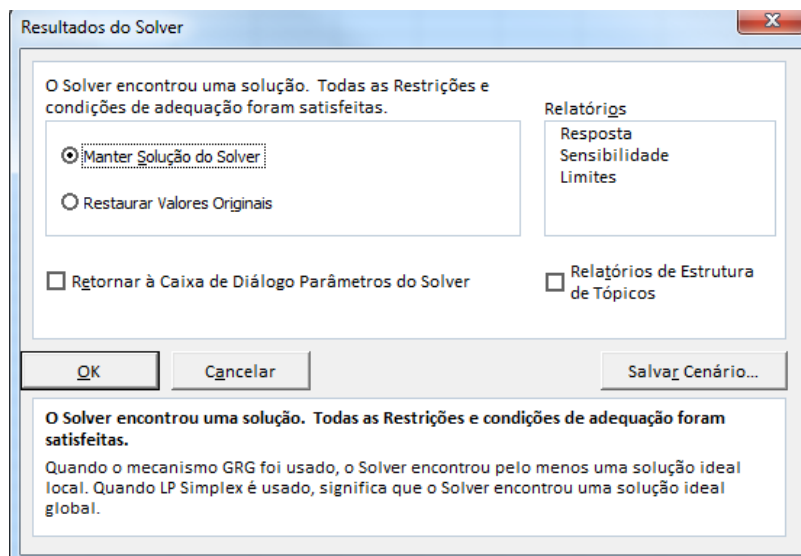 Resultados do Solver
O Solver encontrou uma solução. Todas as Restrições e
condições de adequação foram satisfeitas.
Manter Solução do Solver
Restaurar Valores Originais
Relatórios
Resposta
Sensibilidade
Limites
Retornar à Caixa de Diálogo Parâmetros do Solver
Relatórios de Estrutura
de Tópicos
OK
Cancelar
Salvar Cenário...
O Solver encontrou uma solução. Todas as Restrições e condições de adequação foram
satisfeitas.
Quando o mecanismo GRG foi usado, o Solver encontrou pelo menos uma solução ideal
local. Quando LP Simplex é usado, significa que o Solver encontrou uma solução ideal
global.